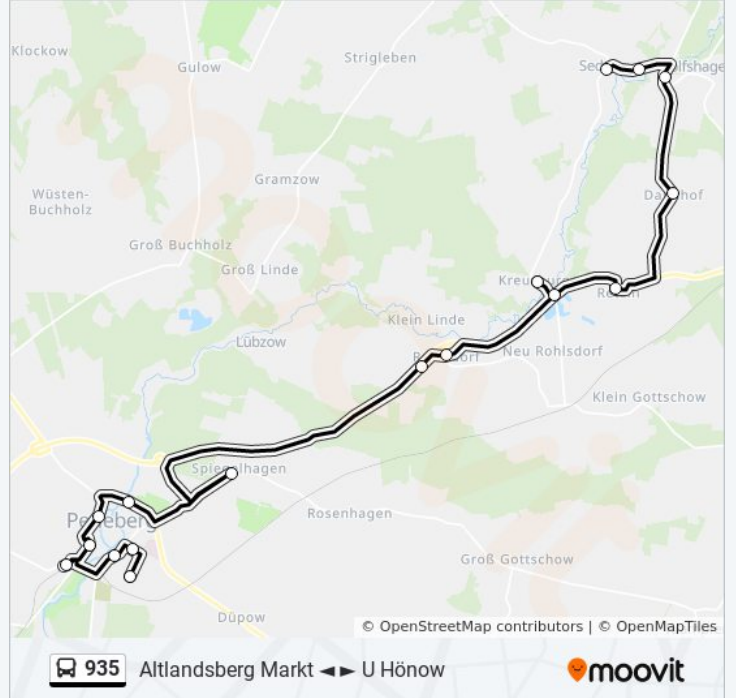 Klockow
Gulow
Strigleben
Wüsten-
Buchholz
Gramzow
Groß Buchholz
Groß Linde
Klein Linde
Lübzow
Neu Rohlsdorf
Klein Gottschow
Spiegelhagen
Rosenhagen
Groß Gottschow
Düpow
© OpenStreetMap contributors | © OpenMapTiles
935 Altlandsberg Markt ◄ ► U Hönow
moovit